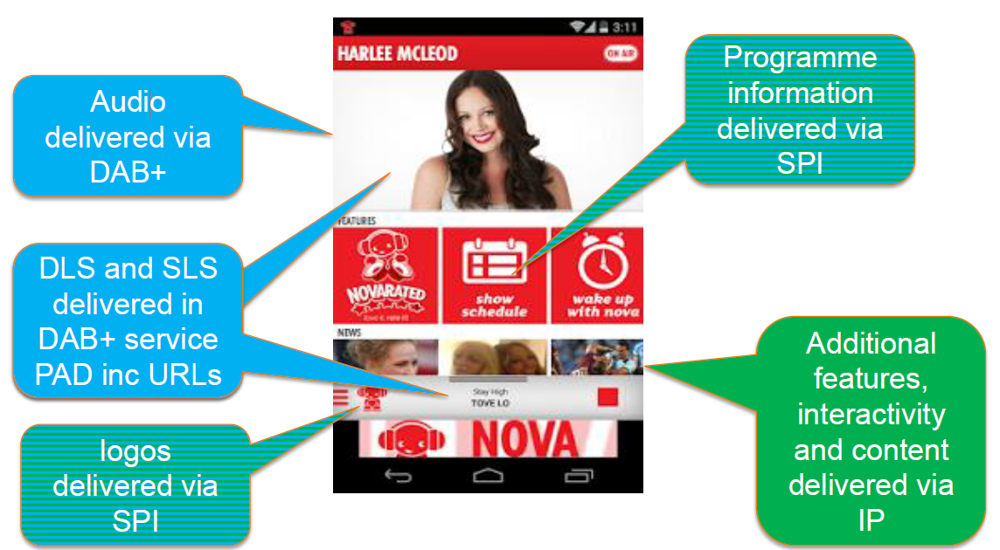 3:11
HARLEE MCLEOD
ON AIR
Audio
delivered via
DAB+
Programme
information
delivered via
SPI
DLS and SLS
delivered in
DAB+ service
PAD inc URLs
FEATURES
NOVARATED
show
schedule
wake up
with nova
NEWS
Stay High
TOVE LO
NOVA
logos
delivered via
SPI
Additional
features,
interactivity
and content
delivered via
IP